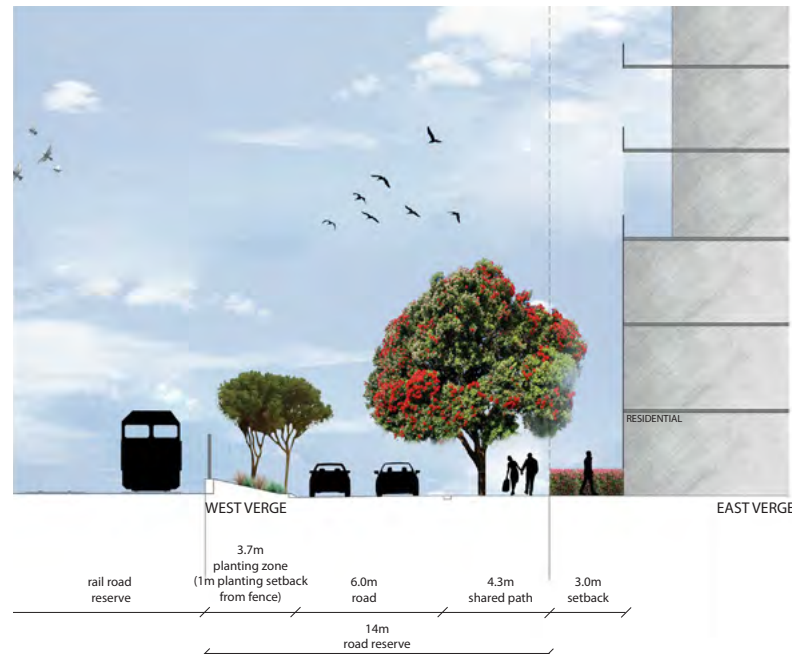 RESIDENTIAL
WEST VERGE
EAST VERGE
rail road
reserve
3.7m
planting zone
(1m planting setback
from fence)
6.0m
road
4.3m
shared path
3.0m
setback
14m
road reserve